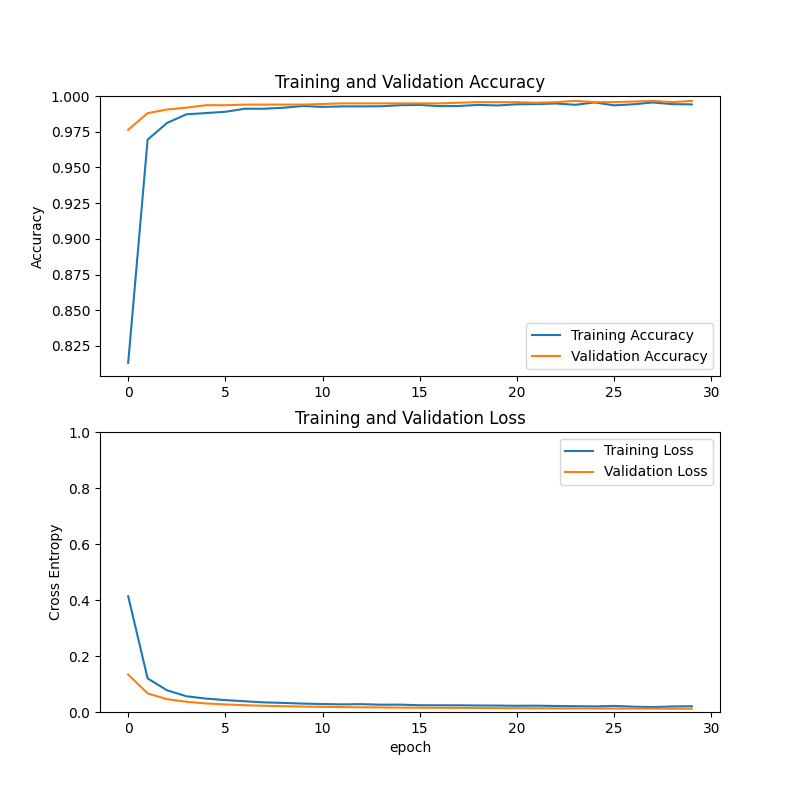 Training and Validation Accuracy
1.000
0.975
0.950
0.925
0.900
0.875
0.850
0.825
Accuracy
Training Accuracy
Validation Accuracy
0 5 10 15 20 25 30
Training and Validation Loss
1.0
0.8
0.6
0.4
0.2
0.0
Cross Entropy
Training Loss
Validation Loss
0 5 10 15 20 25 30
epoch